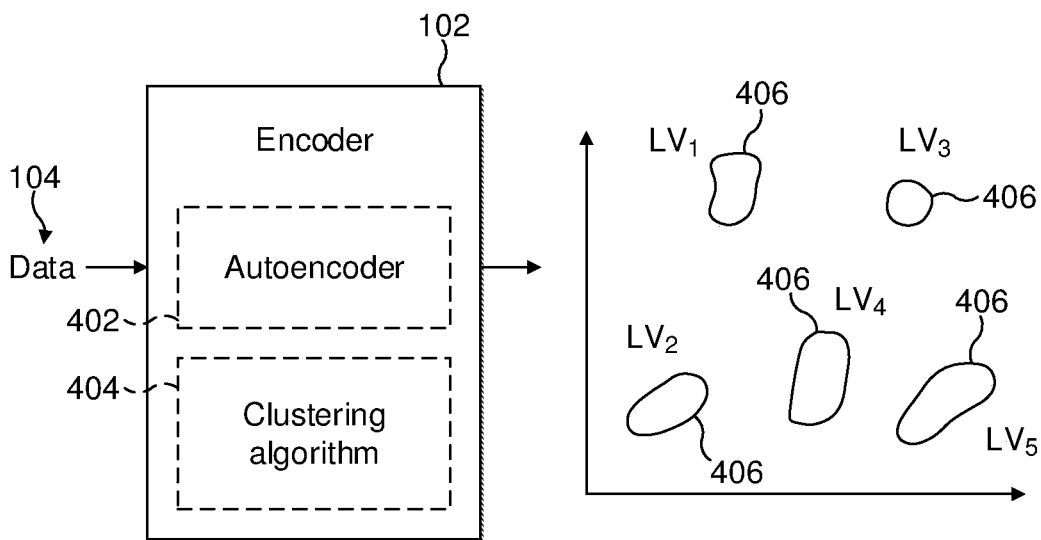 102
Encoder
104
Data
Autoencoder
402
404
Clustering
algorithm
406
LV₁
LV₃
406
406
LV₄
406
LV₂
406
LV₅